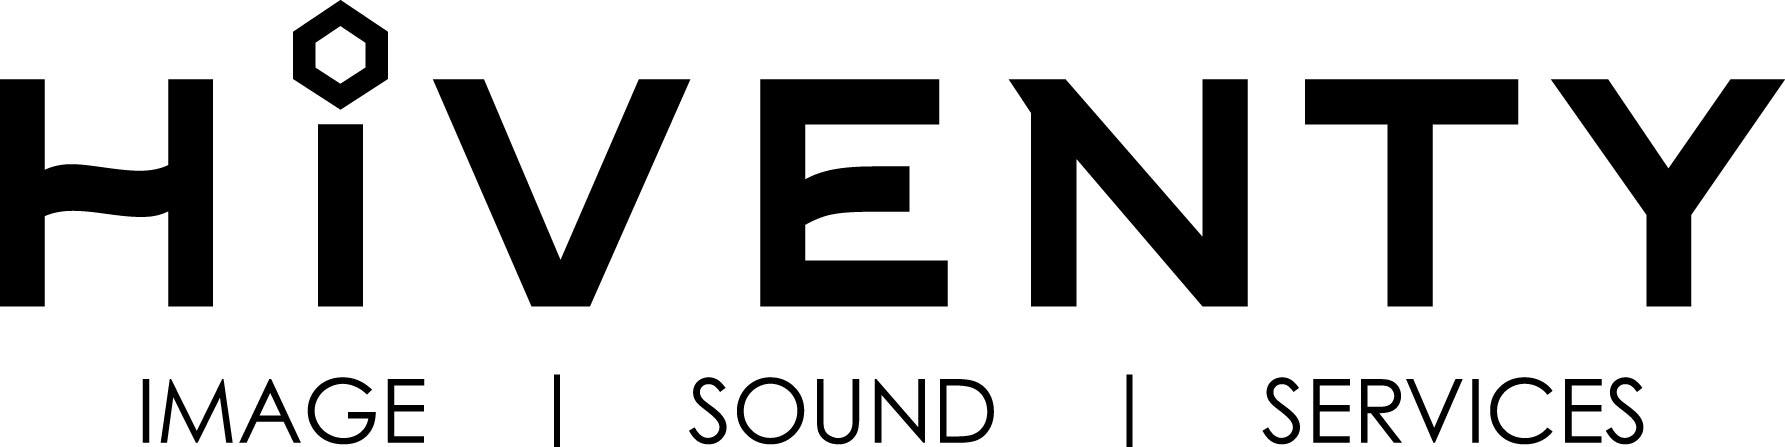 HiVENTY
IMAGE | SOUND | SERVICES